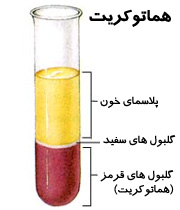 هماتوکریت
پلاسمای خون
گلبول های سفید
گلبول های قرمز
(هماتوکریت)